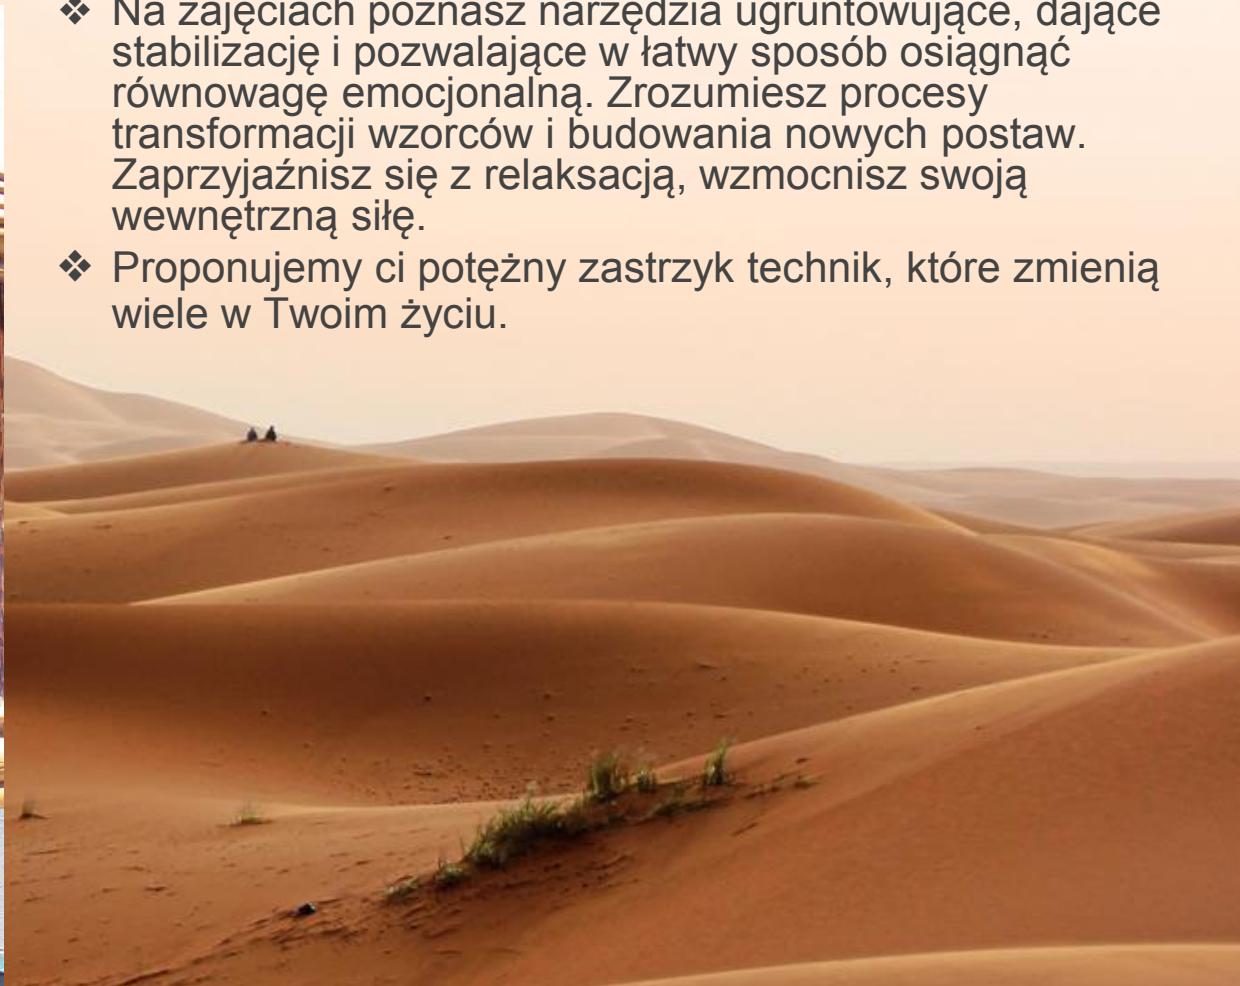 ❖ Na zajęciach poznasz narzędzia ugruntowujące, dające
stabilizację i pozwalające w łatwy sposób osiągnąć
równowagę emocjonalną. Zrozumiesz procesy
transformacji wzorców i budowania nowych postaw.
Zaprzyjaźnisz się z relaksacją, wzmocnisz swoją
wewnętrzną siłę.
❖ Proponujemy ci potężny zastrzyk technik, które zmienią
wiele w Twoim życiu.